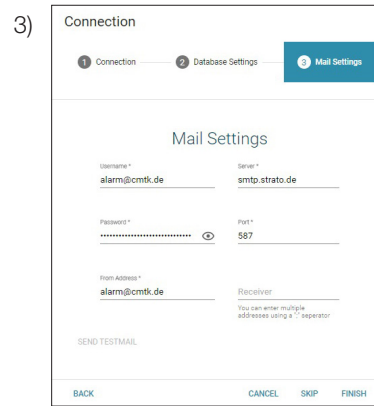 3)
Connection
1 Connection 2 Database Settings 3 Mail Settings
Mail Settings
Username * Server *
alarm@cmtk.de smtp.strato.de
Password * Port *
587
From Address *
alarm@cmtk.de Receiver
You can enter multiple
addresses using a ";" seperator
SEND TESTMAIL
BACK CANCEL SKIP FINISH